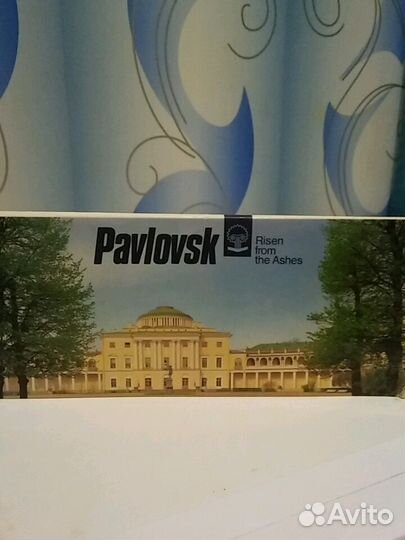 Pavlovsk
Risen
from
the Ashes
Avito